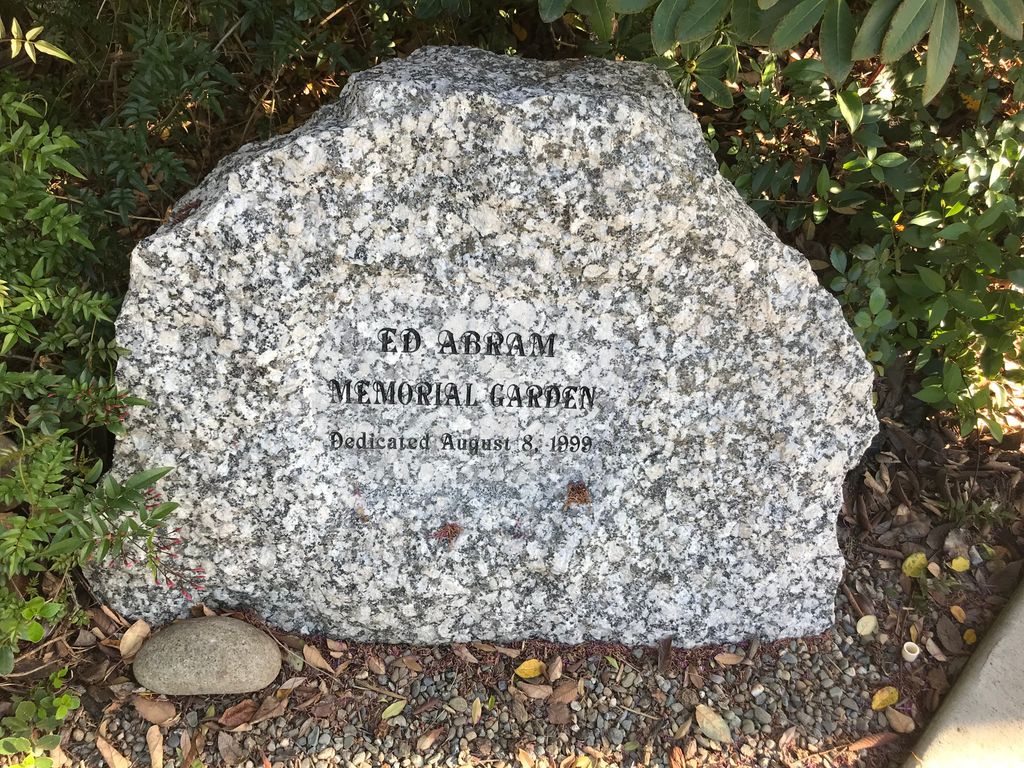 ED ABRAM
MEMORIAL GARDEN
Dedicated August 8, 1999